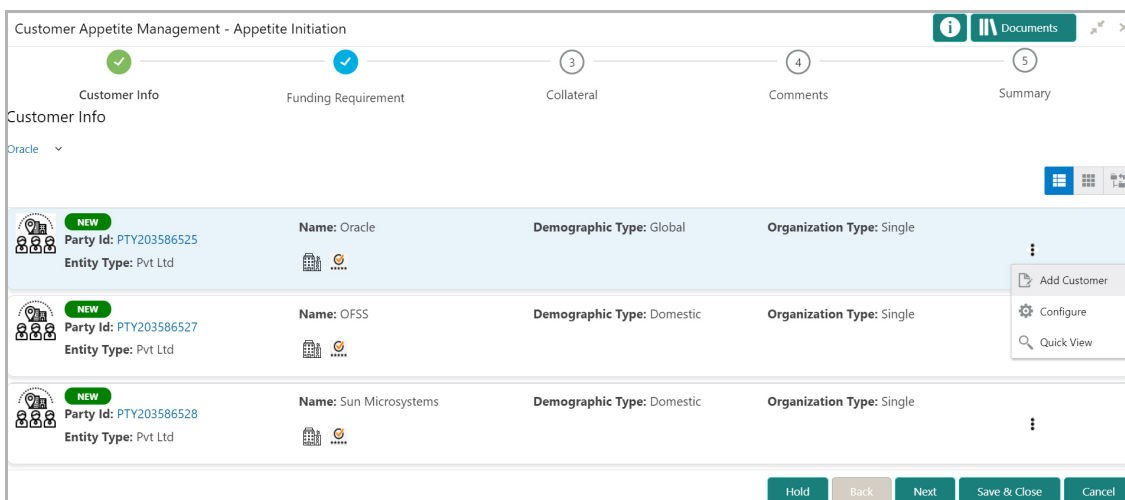 Customer Appetite Management - Appetite Initiation
i
Documents
3
4
5
Customer Info
Funding Requirement
Collateral
Comments
Summary
Customer Info
Oracle
NEW
Party Id: PTY203586525
Entity Type: Pvt Ltd
Name: Oracle
Demographic Type: Global
Organization Type: Single
Add Customer
Configure
Quick View
NEW
Party Id: PTY203586527
Entity Type: Pvt Ltd
Name: OFSS
Demographic Type: Domestic
Organization Type: Single
NEW
Party Id: PTY203586528
Entity Type: Pvt Ltd
Name: Sun Microsystems
Demographic Type: Domestic
Organization Type: Single
Hold
Back
Next
Save & Close
Cancel